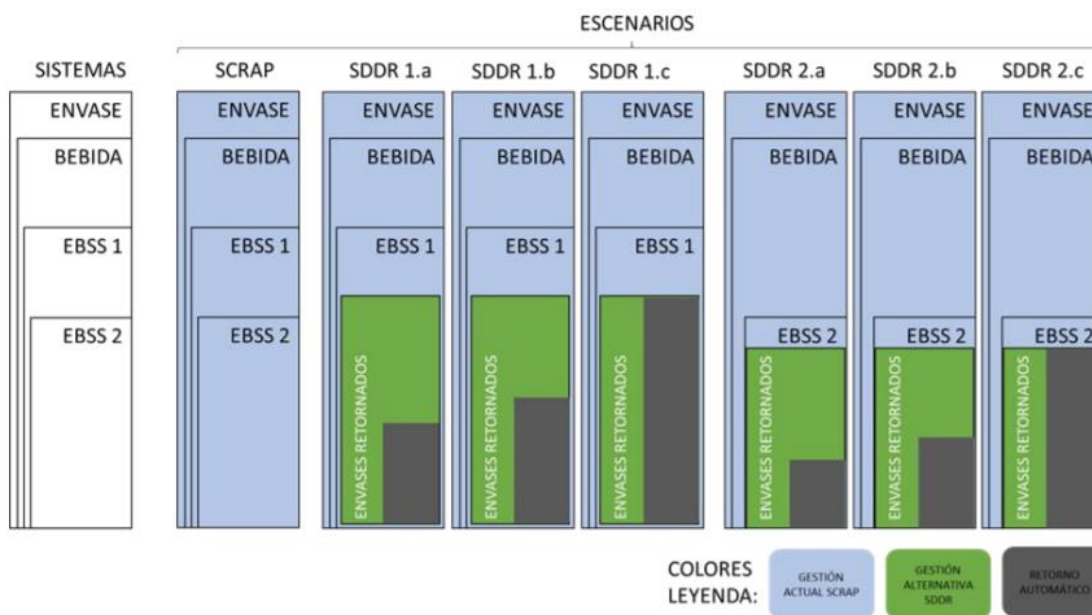 ESCENARIOS
SISTEMAS SCRAP SDDR 1.a SDDR 1.b SDDR 1.c SDDR 2.a SDDR 2.b SDDR 2.c
ENVASE ENVASE ENVASE ENVASE ENVASE ENVASE ENVASE ENVASE
BEBIDA BEBIDA BEBIDA BEBIDA BEBIDA BEBIDA BEBIDA BEBIDA
EBSS 1 EBSS 1 EBSS 1 EBSS 1 EBSS 1
EBSS 2 EBSS 2 EBSS 2 EBSS 2 EBSS 2
ENVASES RETORNADOS ENVASES RETORNADOS ENVASES RETORNADOS ENVASES RETORNADOS ENVASES RETORNADOS ENVASES RETORNADOS
COLORES
LEYENDA:
GESTIÓN
ACTUAL SCRAP
GESTIÓN
ALTERNATIVA
SDDR
RETORNO
AUTOMÁTICO